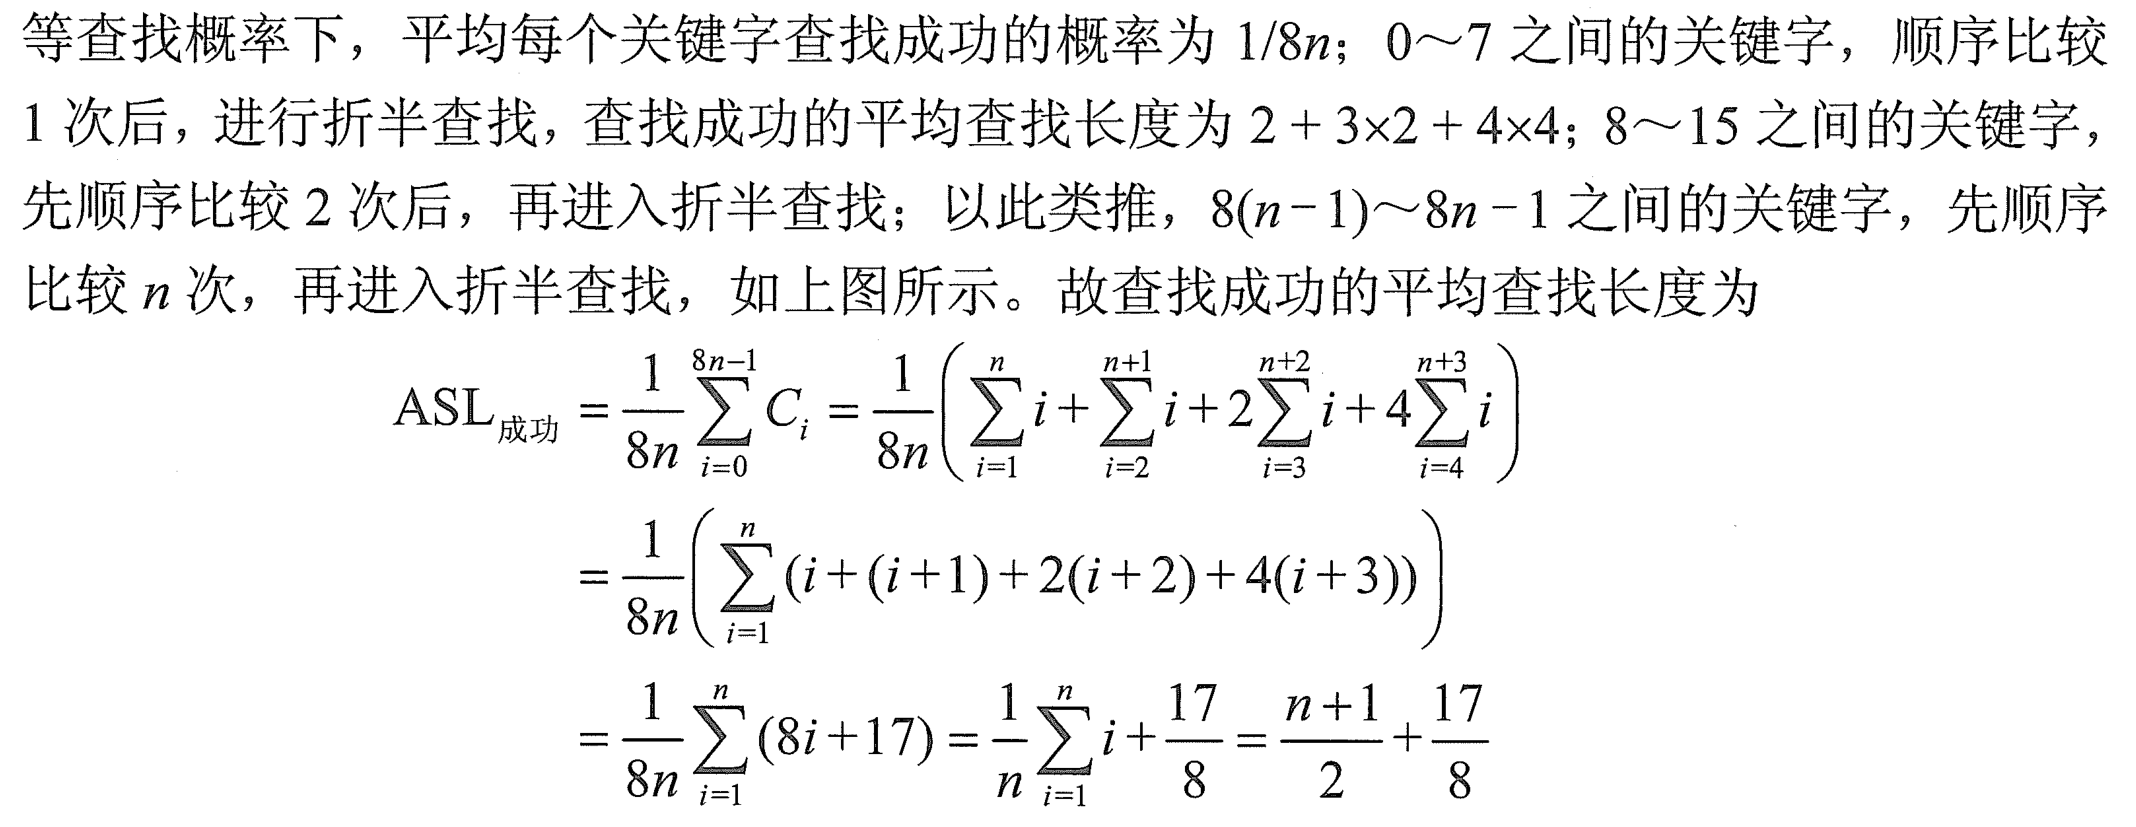 等查找概率下，平均每个关键字查找成功的概率为 1/8n；0～7 之间的关键字，顺序比较
1 次后，进行折半查找，查找成功的平均查找长度为 2 + 3×2 + 4×4；8～15 之间的关键字，
先顺序比较 2 次后，再进入折半查找；以此类推，8(n−1)～8n−1 之间的关键字，先顺序
比较 n 次，再进入折半查找，如上图所示。故查找成功的平均查找长度为
ASL_{成功} = \frac{1}{8n}\sum_{i=0}^{8n-1} C_i = \frac{1}{8n}\left(\sum_{i=1}^{n} i + \sum_{i=2}^{n+1} i + 2\sum_{i=3}^{n+2} i + 4\sum_{i=4}^{n+3} i\right)
= \frac{1}{8n}\left(\sum_{i=1}^{n} (i+(i+1)+2(i+2)+4(i+3))\right)
= \frac{1}{8n}\sum_{i=1}^{n} (8i+17) = \frac{1}{n}\sum_{i=1}^{n} i + \frac{17}{8} = \frac{n+1}{2} + \frac{17}{8}